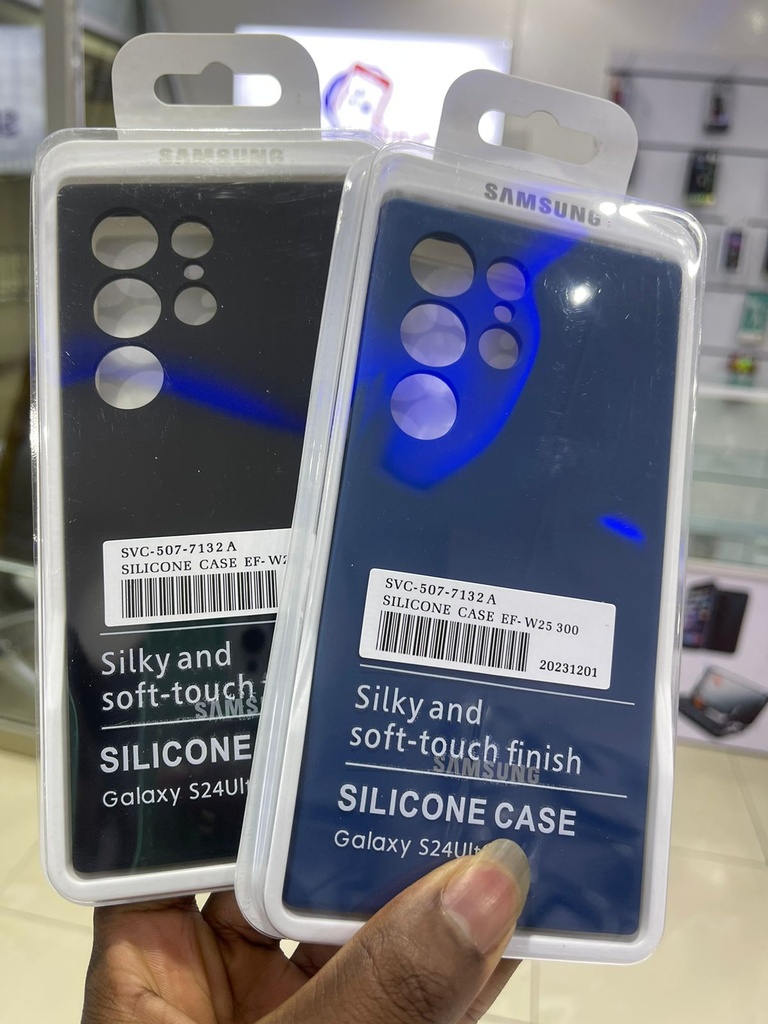 SAMSUNG
SVC-507-7132 A
SILICONE CASE EF-W2
Silky and
soft-touch
SAMS
SILICONE
Galaxy S24Ult
SAMSUNG
SVC-507-7132 A
SILICONE CASE EF-W25 300
20231201
Silky and
soft-touch finish
SAMSUNG
SILICONE CASE
Galaxy S24Ult